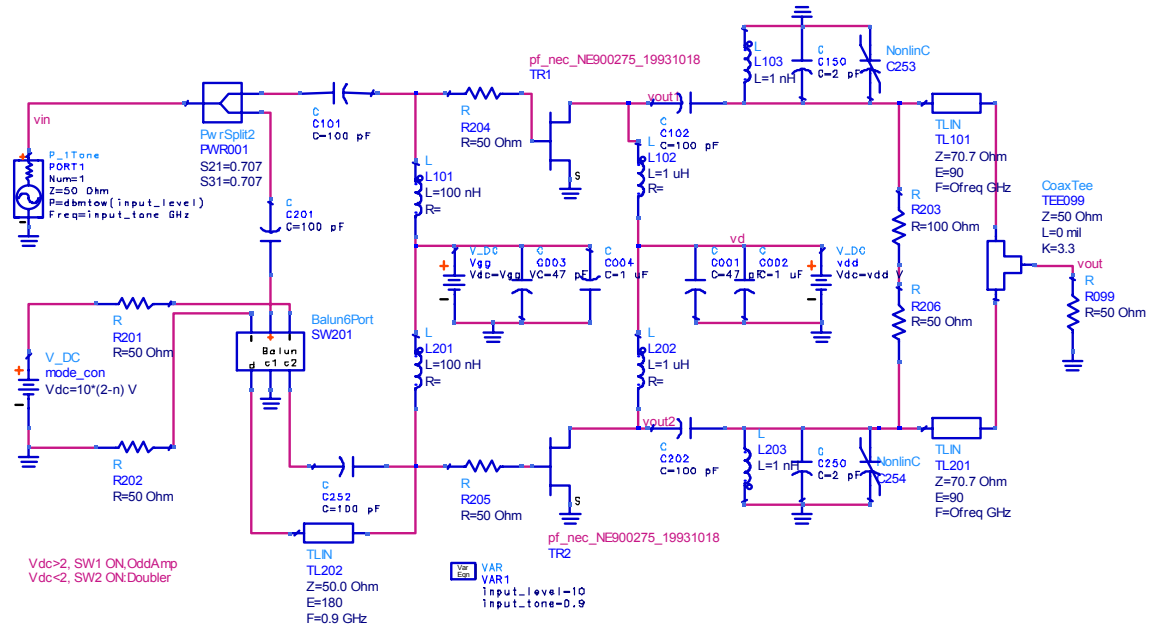 vin
P_1Tone
PORT1
Num=1
Z=50 Ohm
P=dbmtow(input_level)
Freq=input_tone GHz
PwrSplit2
PWR001
S21=0.707
S31=0.707
C
C101
C=100 pF
C
C201
C=100 pF
R
R204
R=50 Ohm
pf_nec_NE900275_19931018
TR1
S
L
L101
L=100 nH
R=
vout1
C
C102
C=100 pF
L
L102
L=1 uH
R=
L
L103
L=1 nH
C
C150
C=2 pF
NonlinC
C253
TLIN
TL101
Z=70.7 Ohm
E=90
F=Ofreq GHz
R
R203
R=100 Ohm
CoaxTee
TEE099
Z=50 Ohm
L=0 mil
K=3.3
vout
R
R099
R=50 Ohm
V_DC
Vgg
Vdc=Vgg V
C
C003
C=47 pF
C
C004
C=1 uF
vd
C
C001
C=47 pF
C
C002
C=1 uF
V_DC
vdd
Vdc=vdd V
R
R206
R=50 Ohm
R
R201
R=50 Ohm
V_DC
mode_con
Vdc=10*(2-n) V
R
R202
R=50 Ohm
Balun6Port
SW201
Balun
d c1 c2
L
L201
L=100 nH
R=
L
L202
L=1 uH
R=
vout2
C
C202
C=100 pF
L
L203
L=1 nH
C
C250
C=2 pF
NonlinC
C254
TLIN
TL201
Z=70.7 Ohm
E=90
F=Ofreq GHz
C
C252
C=100 pF
R
R205
R=50 Ohm
S
pf_nec_NE900275_19931018
TR2
TLIN
TL202
Z=50.0 Ohm
E=180
F=0.9 GHz
Vdc>2, SW1 ON,OddAmp
Vdc<2, SW2 ON:Doubler
Var
Eqn
VAR
VAR1
input_level=10
input_tone=0.9